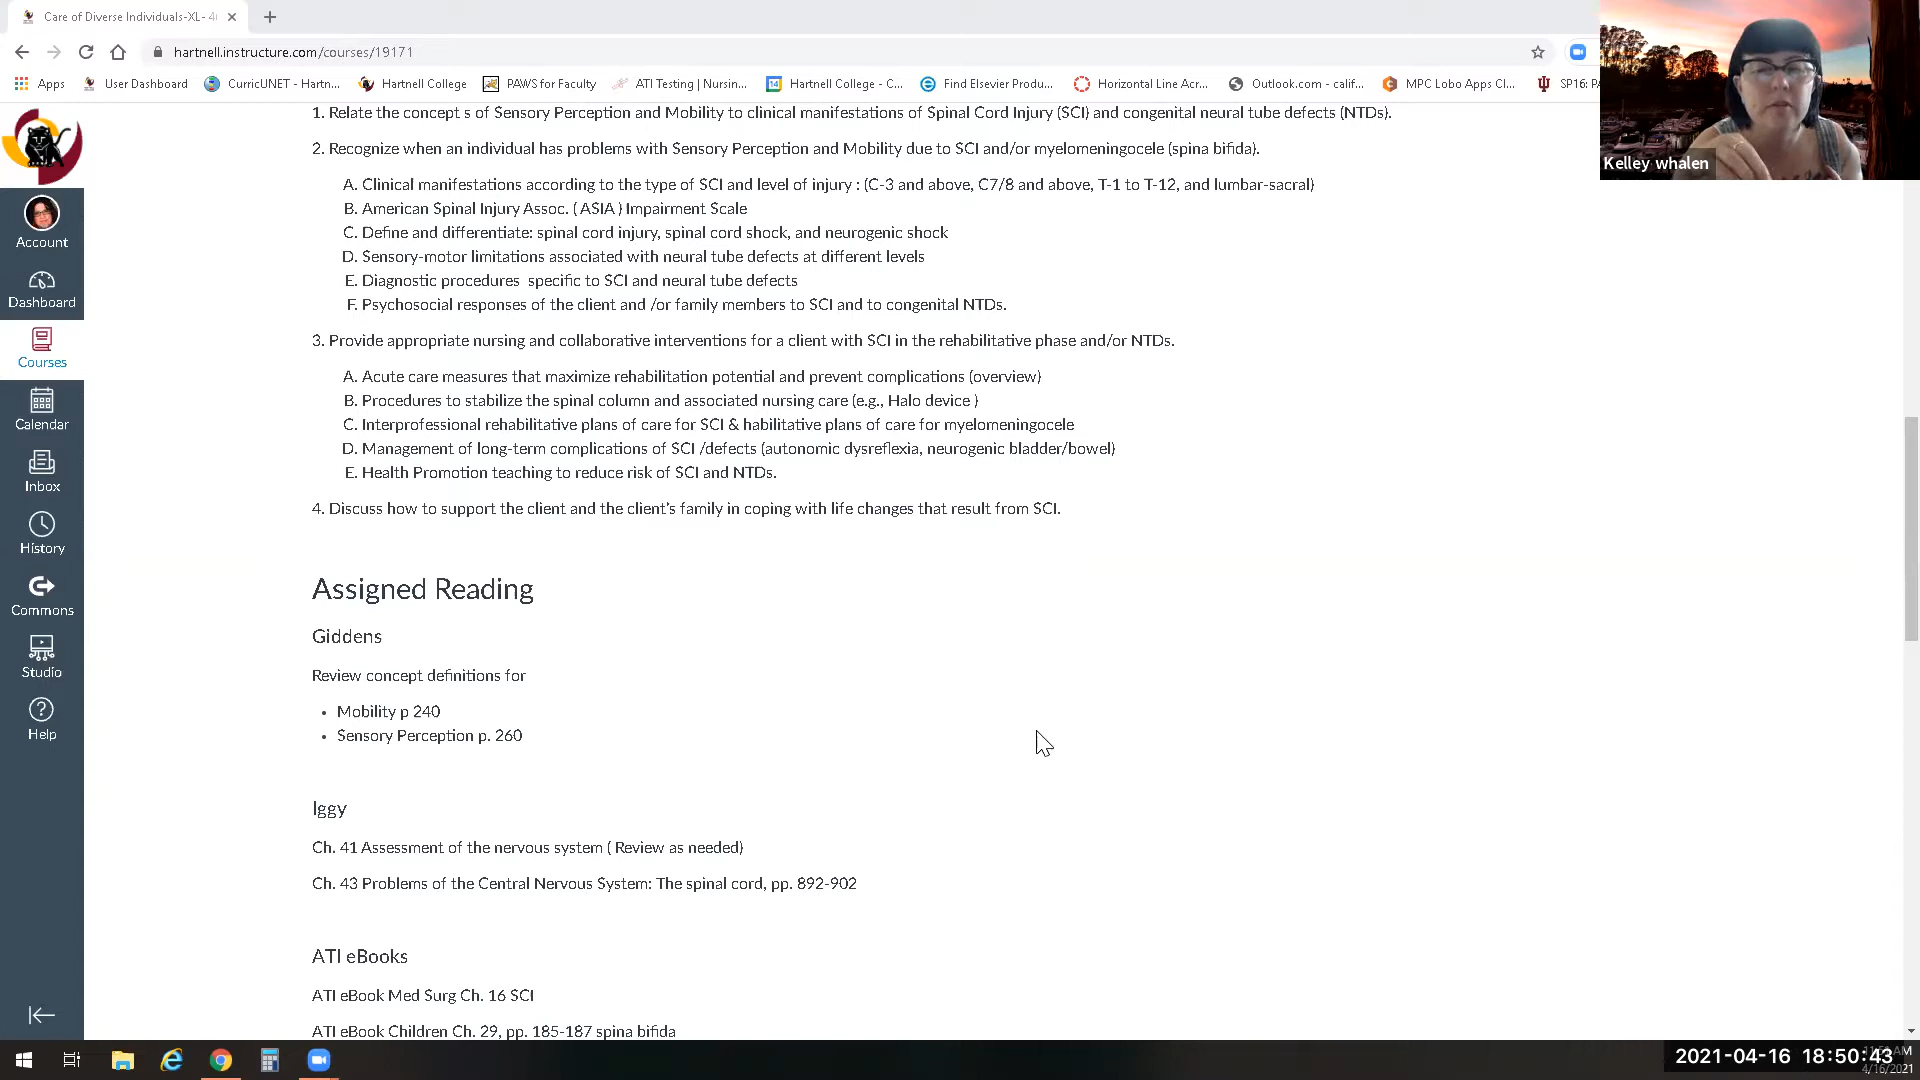 Care of Diverse Individuals-XL- 4
hartnell.instructure.com/courses/19171
Apps User Dashboard CurricUNET - Hartn... Hartnell College PAWS for Faculty ATI Testing | Nursin... Hartnell College - C... Find Elsevier Produ... Horizontal Line Acr... Outlook.com - calif... MPC Lobo Apps Cl... SP16: PA
Kelley whalen
Account
Dashboard
Courses
Calendar
Inbox
History
Commons
Studio
Help
1. Relate the concept s of Sensory Perception and Mobility to clinical manifestations of Spinal Cord Injury (SCI) and congenital neural tube defects (NTDs).
2. Recognize when an individual has problems with Sensory Perception and Mobility due to SCI and/or myelomeningocele (spina bifida).
A. Clinical manifestations according to the type of SCI and level of injury : (C-3 and above, C7/8 and above, T-1 to T-12, and lumbar-sacral)
B. American Spinal Injury Assoc. ( ASIA ) Impairment Scale
C. Define and differentiate: spinal cord injury, spinal cord shock, and neurogenic shock
D. Sensory-motor limitations associated with neural tube defects at different levels
E. Diagnostic procedures specific to SCI and neural tube defects
F. Psychosocial responses of the client and /or family members to SCI and to congenital NTDs.
3. Provide appropriate nursing and collaborative interventions for a client with SCI in the rehabilitative phase and/or NTDs.
A. Acute care measures that maximize rehabilitation potential and prevent complications (overview)
B. Procedures to stabilize the spinal column and associated nursing care (e.g., Halo device )
C. Interprofessional rehabilitative plans of care for SCI & habilitative plans of care for myelomeningocele
D. Management of long-term complications of SCI /defects (autonomic dysreflexia, neurogenic bladder/bowel)
E. Health Promotion teaching to reduce risk of SCI and NTDs.
4. Discuss how to support the client and the client's family in coping with life changes that result from SCI.
Assigned Reading
Giddens
Review concept definitions for
• Mobility p 240
• Sensory Perception p. 260
Iggy
Ch. 41 Assessment of the nervous system ( Review as needed)
Ch. 43 Problems of the Central Nervous System: The spinal cord, pp. 892-902
ATI eBooks
ATI eBook Med Surg Ch. 16 SCI
ATI eBook Children Ch. 29, pp. 185-187 spina bifida
2021-04-16 18:50:43
4/16/2021